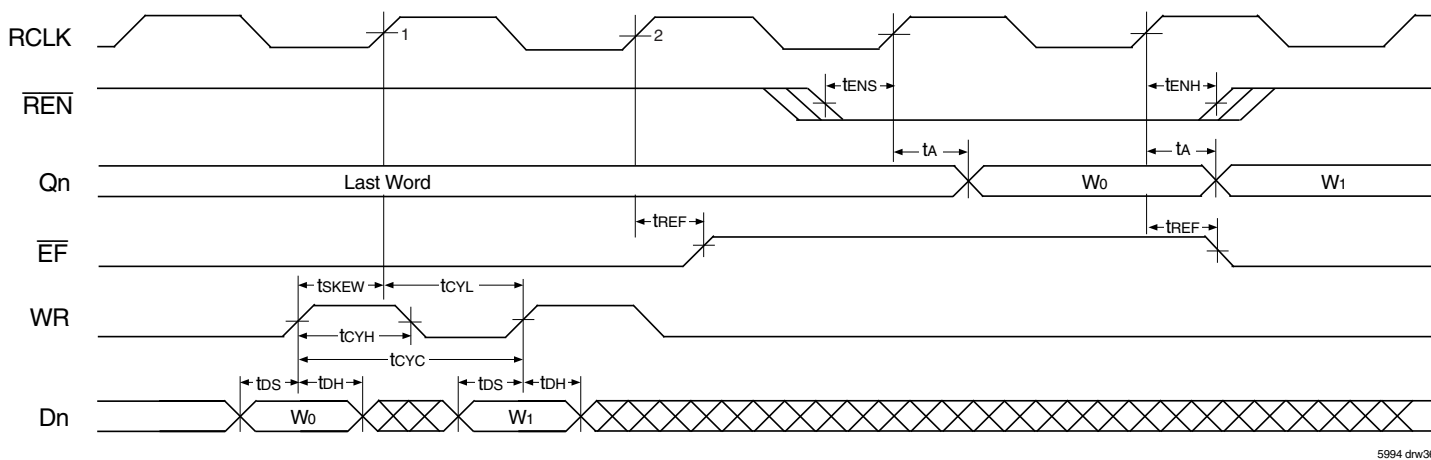 RCLK 1 2
REN tENS tENH
tA tA
Qn Last Word W0 W1
tREF tREF
EF
tSKEW tCYL
WR
tCYH
tCYC
tDS tDH tDS tDH
Dn W0 W1
5994 drw36